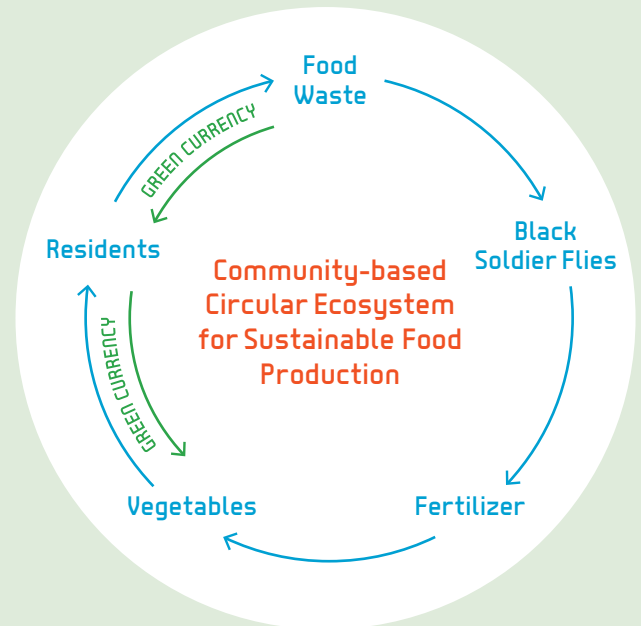 Food
Waste
GREEN CURRENCY
Residents
Black
Soldier Flies
Community-based
Circular Ecosystem
for Sustainable Food
Production
GREEN CURRENCY
Vegetables
Fertilizer